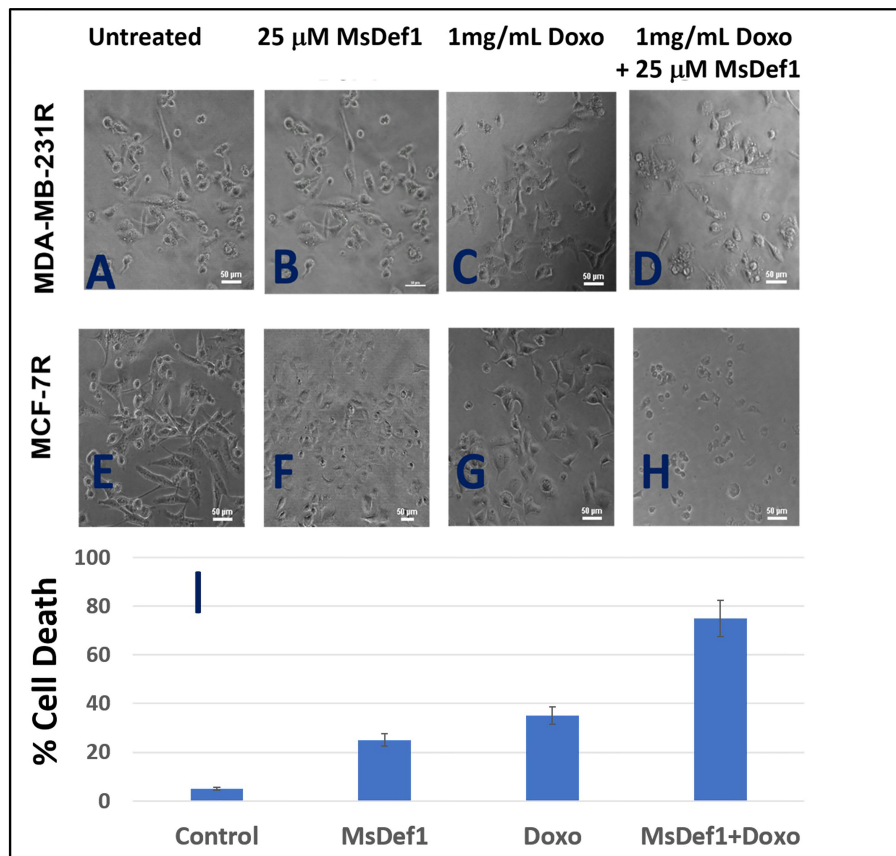 Untreated
25 μM MsDef1
1mg/mL Doxo
1mg/mL Doxo
+ 25 μM MsDef1
MDA-MB-231R
A
50 μm
B
C
50 μm
D
50 μm
MCF-7R
E
50 μm
F
50 μm
G
50 μm
H
50 μm
I
% Cell Death
100
80
60
40
20
0
Control
MsDef1
Doxo
MsDef1+Doxo